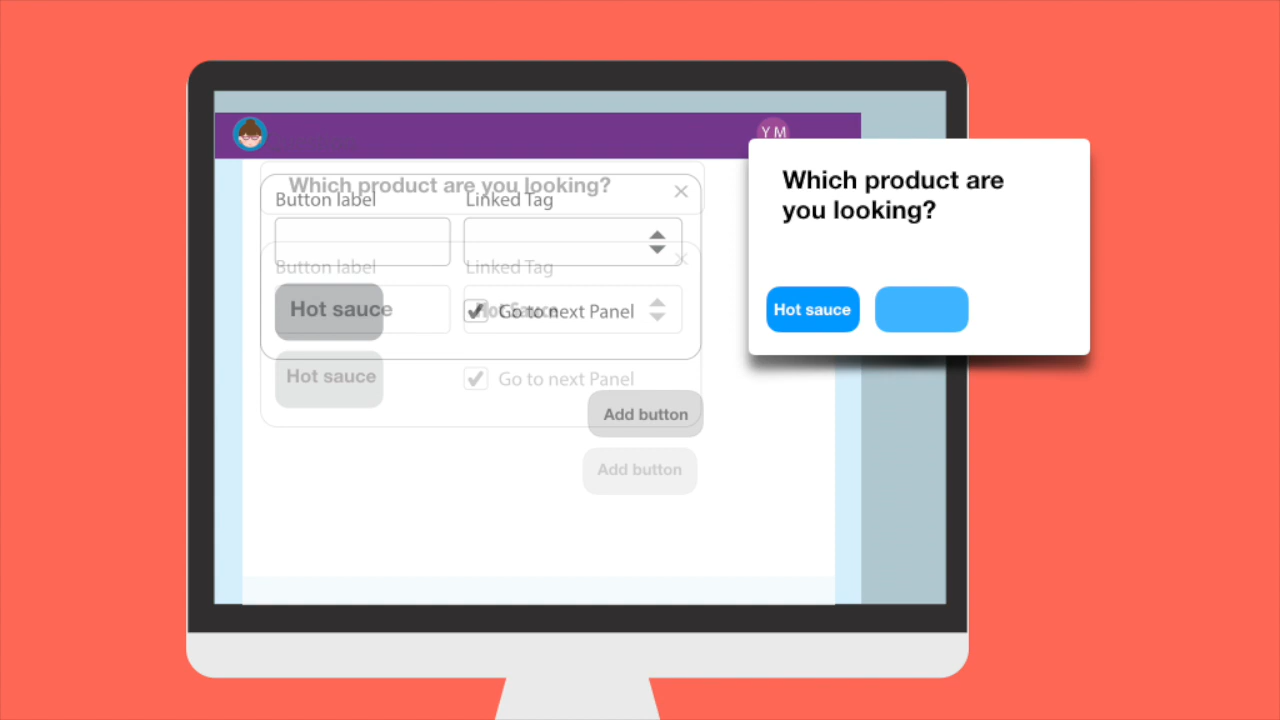 Y M
Which product are you looking?
Button label
Linked Tag
Button label
Linked Tag
Hot sauce
Go to next Panel
Hot sauce
Go to next Panel
Add button
Add button
Which product are
you looking?
Hot sauce